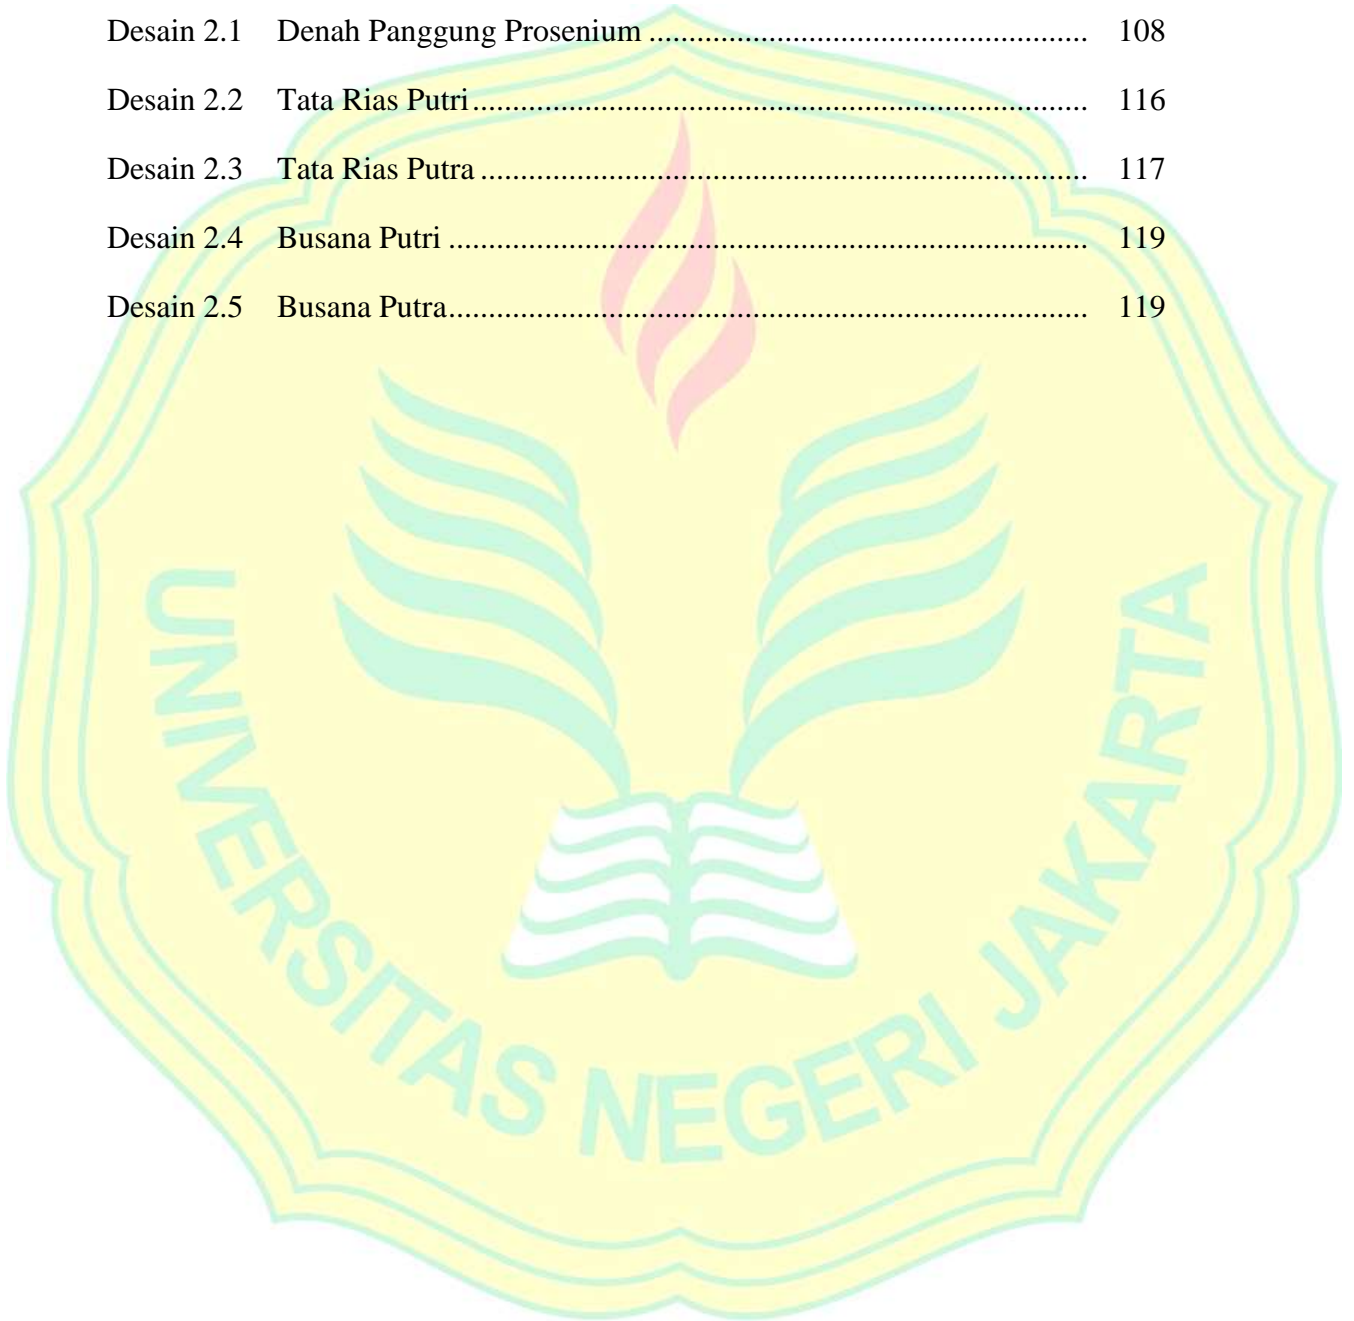 Desain 2.1 Denah Panggung Prosenium ........................................................ 108
Desain 2.2 Tata Rias Putri ................................................................................ 116
Desain 2.3 Tata Rias Putra ............................................................................... 117
Desain 2.4 Busana Putri ................................................................................... 119
Desain 2.5 Busana Putra ................................................................................... 119
UNIVERSITAS NEGERI JAKARTA